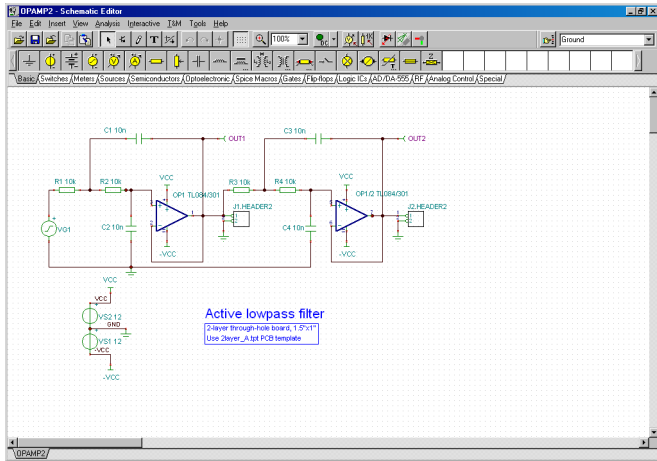 OPAMP2 - Schematic Editor
File Edit Insert View Analysis Interactive T&M Tools Help
100%
Ground
Basic Switches Meters Sources Semiconductors Optoelectronic Spice Macros Gates Flip-flops Logic ICs AD/DA-555 RF Analog Control Special
C1 10n
OUT1
C3 10n
OUT2
R1 10k
R2 10k
VCC
OP1 TL084/301
R3 10k
R4 10k
VCC
OP1/2 TL084/301
J1.HEADER2
J2.HEADER2
VG1
C2 10n
-VCC
C4 10n
-VCC
VCC
VCC
VS2 12
GND
VS1 12
-VCC
-VCC
Active lowpass filter
2-layer through-hole board, 1.5"x1"
Use 2layer_A.tpt PCB template
OPAMP2